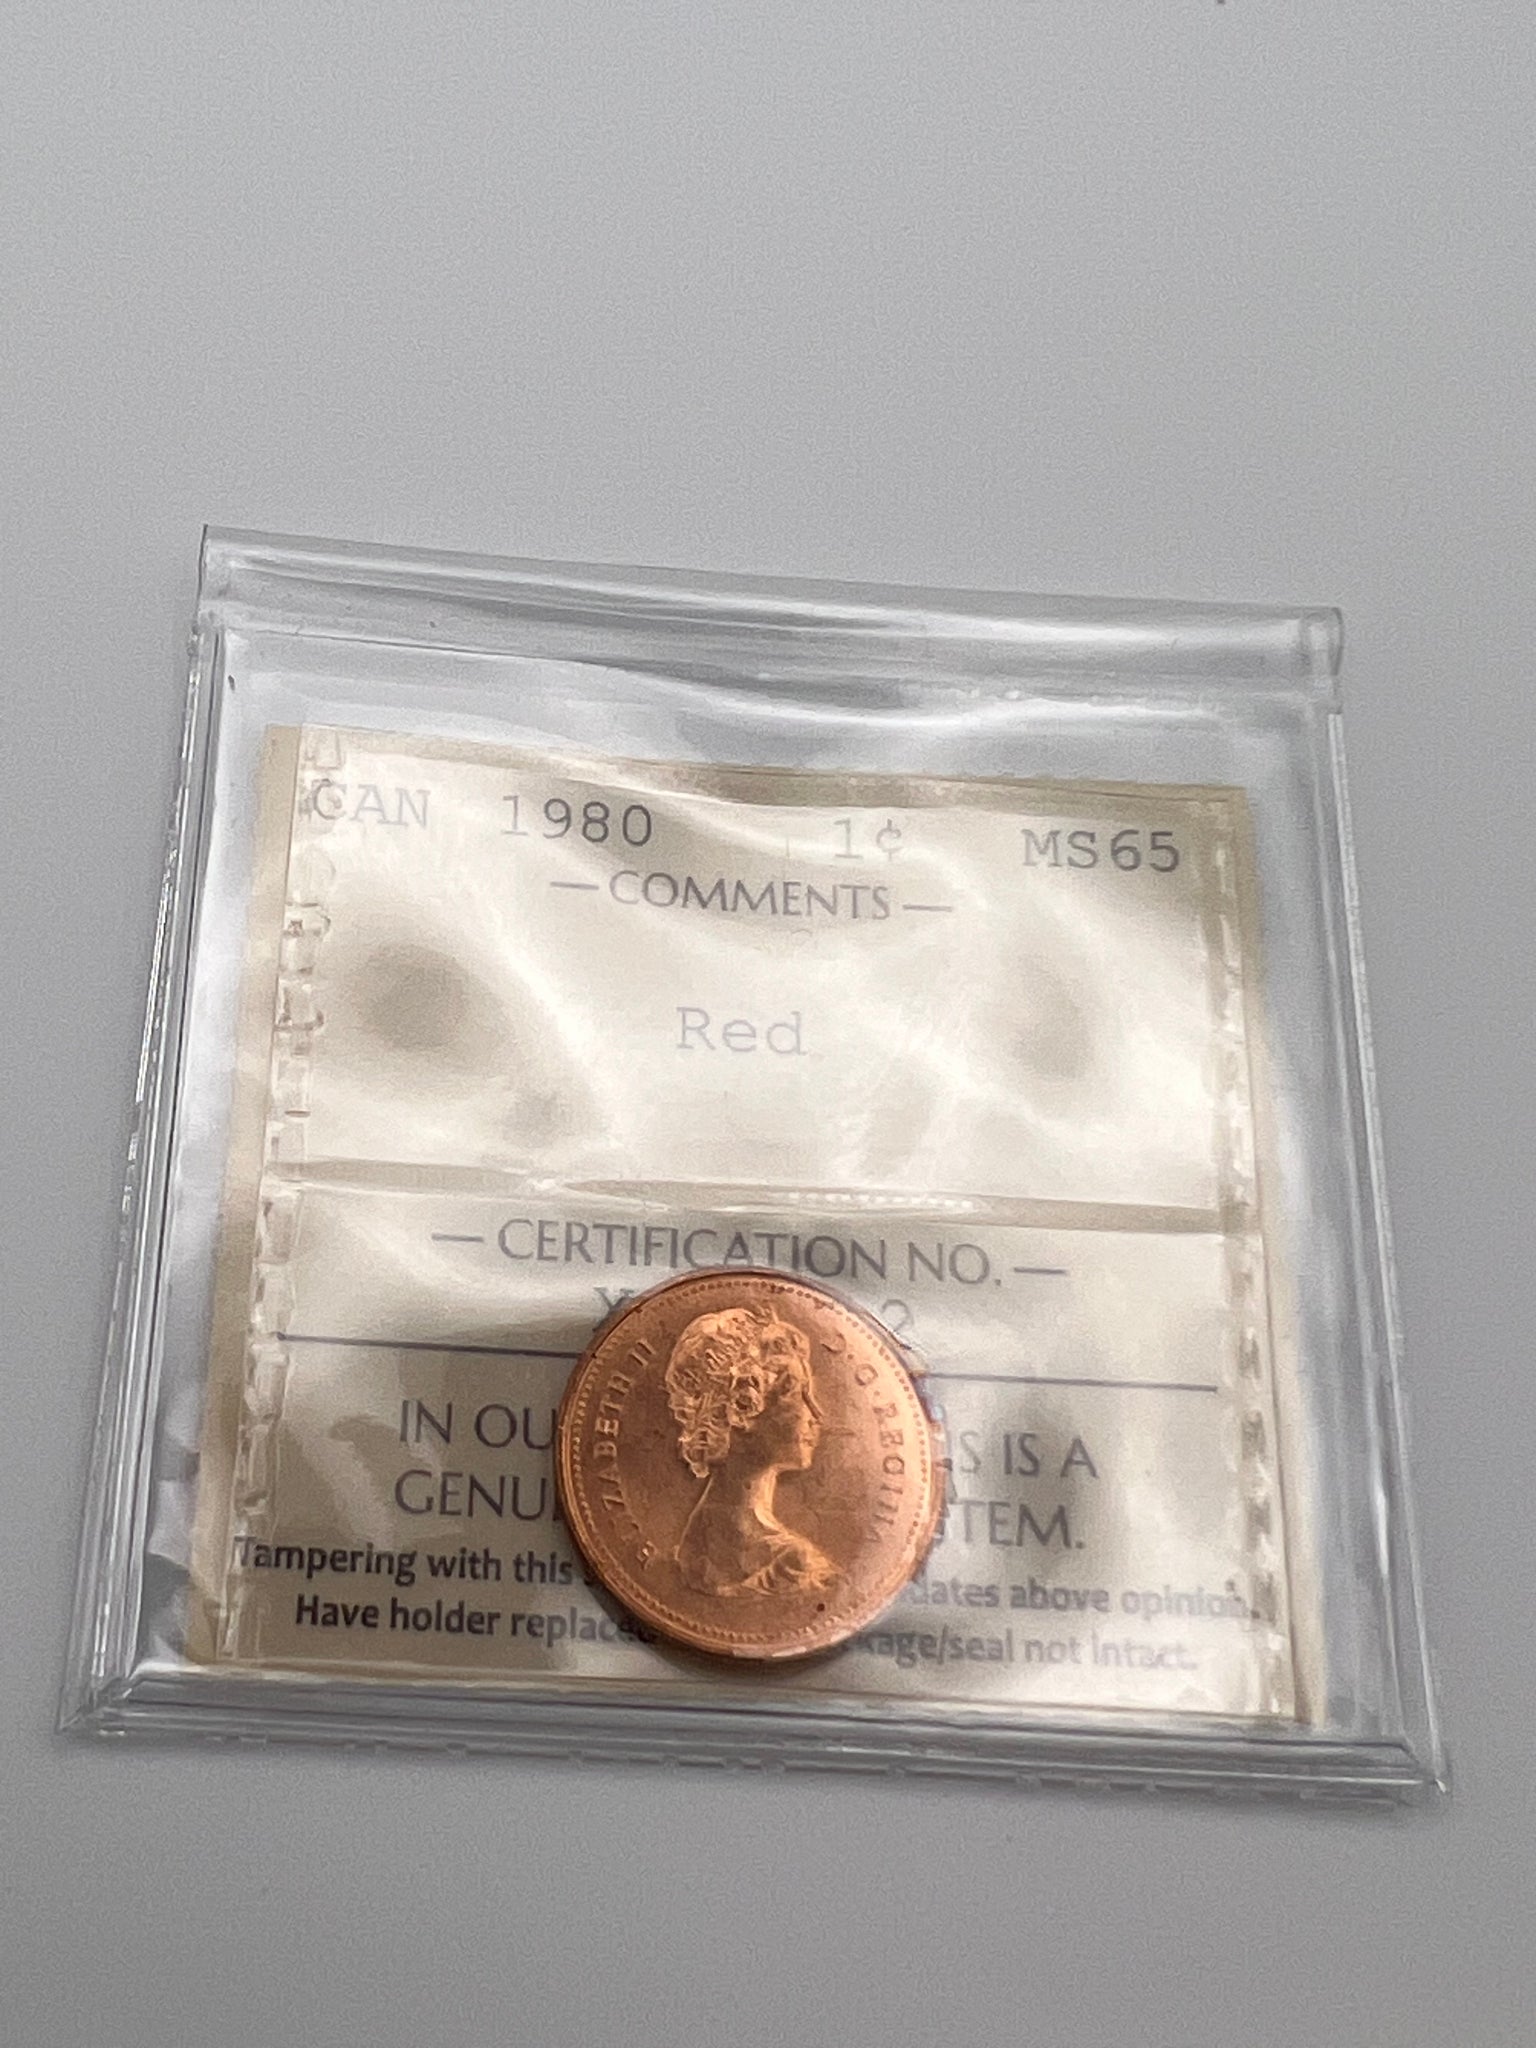 CAN 1980 1¢ MS65
— COMMENTS —
Red
— CERTIFICATION NO. —
IN OU S IS A
GENU TEM.
Tampering with this dates above opinion.
Have holder replaced kage/seal not intact.
ELIZABETH II D.G. REGINA